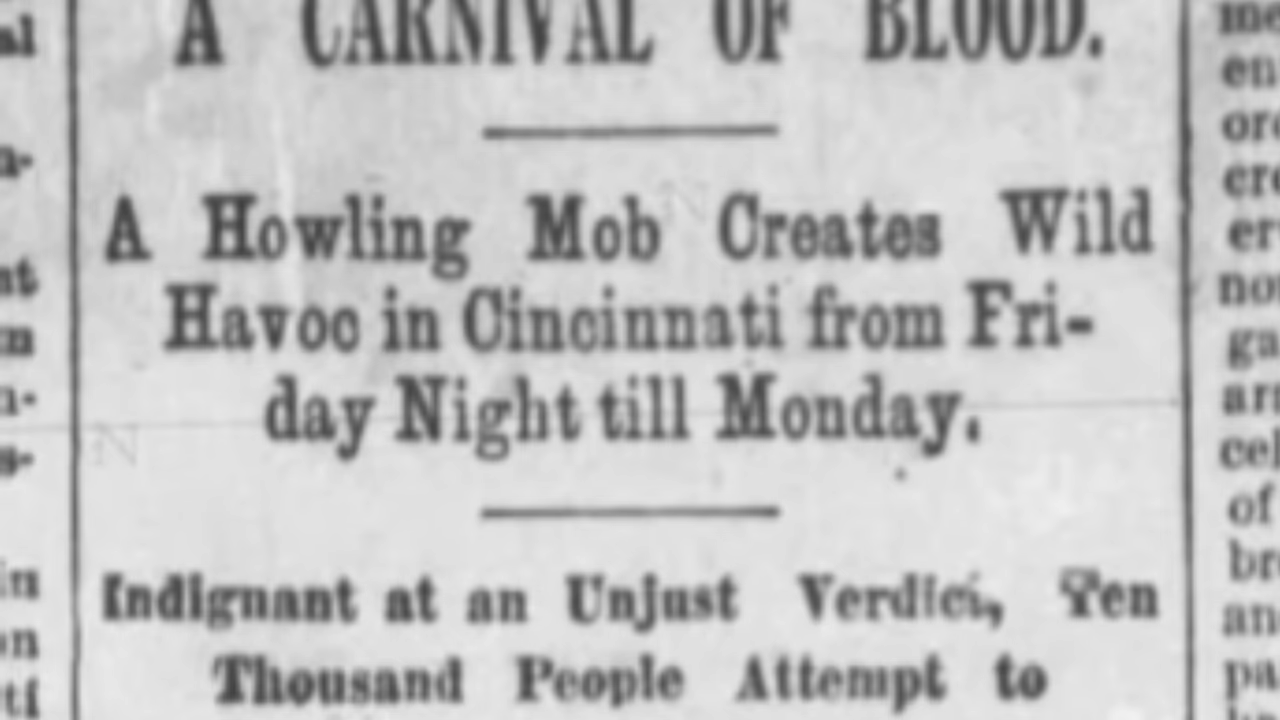 A CARNIVAL OF BLOOD.
A Howling Mob Creates Wild
Havoc in Cincinnati from Fri-
day Night till Monday.
Indignant at an Unjust Verdict, Ten
Thousand People Attempt to